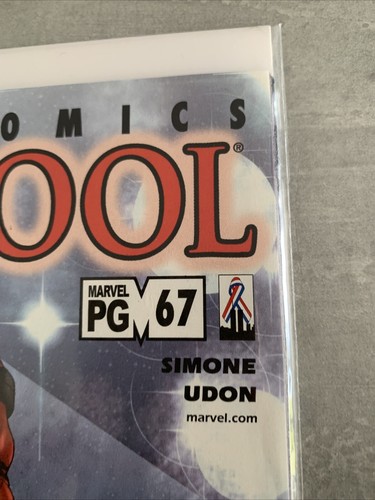 OMICS
OOL®
MARVEL
PG 67
SIMONE
UDON
marvel.com